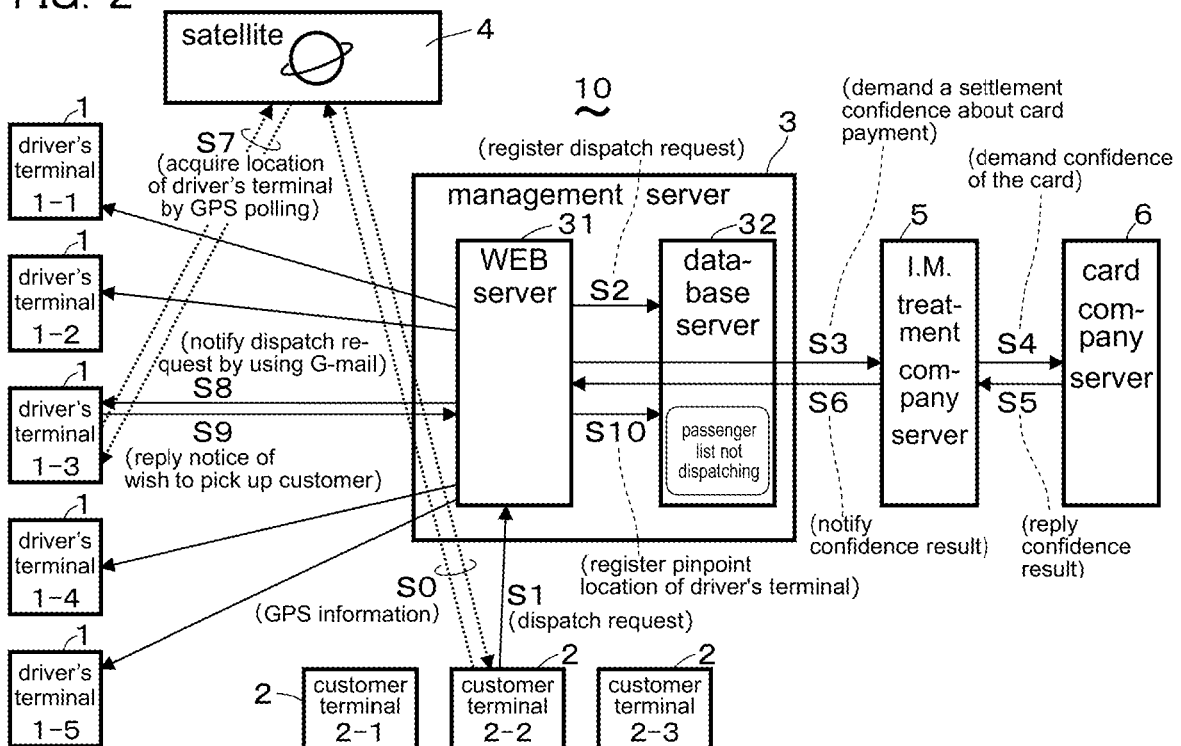 FIG. 2
satellite
4
10
~
(register dispatch request)
(demand a settlement
confidence about card
payment)
3
(demand confidence
of the card)
1
driver's
terminal
1-1
S7
(acquire location
of driver's terminal
by GPS polling)
management server
31
WEB
server
32
data-
base
server
5
I.M.
treat-
ment
com-
pany
server
6
card
com-
pany
server
1
driver's
terminal
1-2
S2
(notify dispatch re-
quest by using G-mail)
S3
S4
1
driver's
terminal
1-3
S8
S9
(reply notice of
wish to pick up customer)
S10
passenger
list not
dispatching
S6
S5
1
driver's
terminal
1-4
(notify
confidence result)
(reply
confidence
result)
(register pinpoint
location of driver's terminal)
S0
(GPS information)
S1
(dispatch request)
1
driver's
terminal
1-5
2
customer
terminal
2-1
2
customer
terminal
2-2
2
customer
terminal
2-3